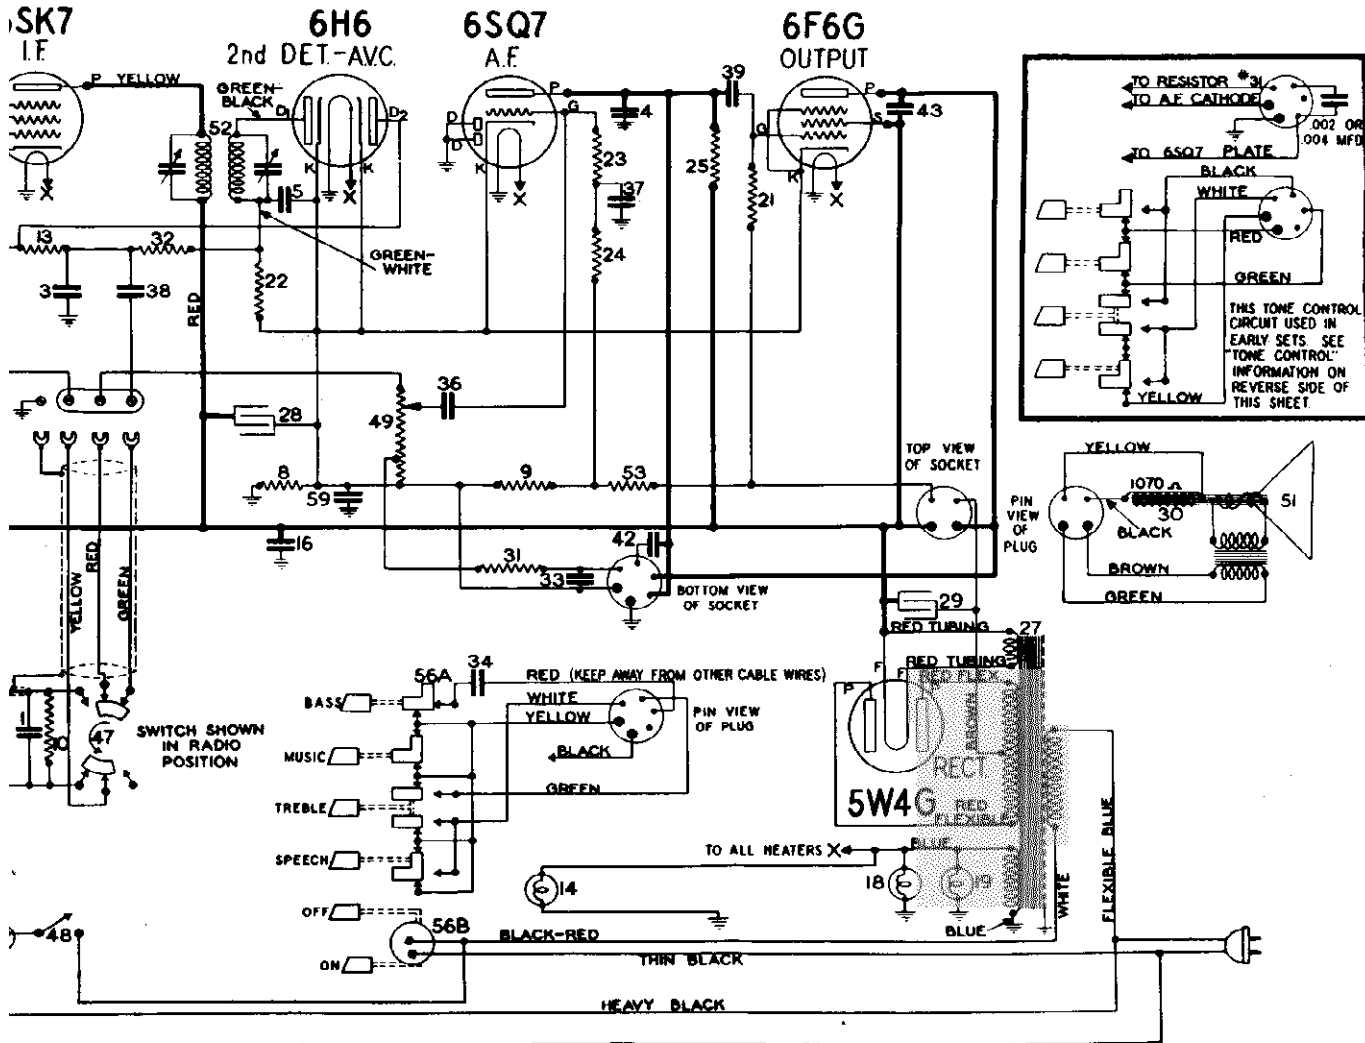 SK7
I.F.
6H6
2nd DET.-A.V.C.
6SQ7
A.F.
6F6G
OUTPUT
P YELLOW
GREEN-
BLACK
D1
D2
K
K
X
X
52
5
GREEN-
WHITE
RED
13
32
3
38
22
P
G
D
D
K
X
4
23
37
24
25
39
21
P
G
S
K
X
43
TO RESISTOR #31
TO A.F. CATHODE
.002 OR
.004 MFD
TO 6SQ7 PLATE
BLACK
WHITE
RED
GREEN
YELLOW
THIS TONE CONTROL
CIRCUIT USED IN
EARLY SETS. SEE
"TONE CONTROL"
INFORMATION ON
REVERSE SIDE OF
THIS SHEET.
28
49
36
8
59
9
53
16
31
33
42
BOTTOM VIEW
OF SOCKET
TOP VIEW
OF SOCKET
PIN
VIEW
OF
PLUG
YELLOW
1070 Ω
30
BLACK
BROWN
GREEN
51
YELLOW
RED
GREEN
1
10
47
SWITCH SHOWN
IN RADIO
POSITION
29
RED TUBING
27
RED TUBING
RED FLEX
F
F
P
BROWN
RECT.
5W4G
RED
FLEXIBLE
BLUE
56A
34
RED (KEEP AWAY FROM OTHER CABLE WIRES)
WHITE
YELLOW
BLACK
GREEN
PIN VIEW
OF PLUG
BASS
MUSIC
TREBLE
SPEECH
OFF
ON
TO ALL HEATERS X
14
18
19
BLUE
WHITE
FLEXIBLE BLUE
48
56B
BLACK-RED
THIN BLACK
HEAVY BLACK